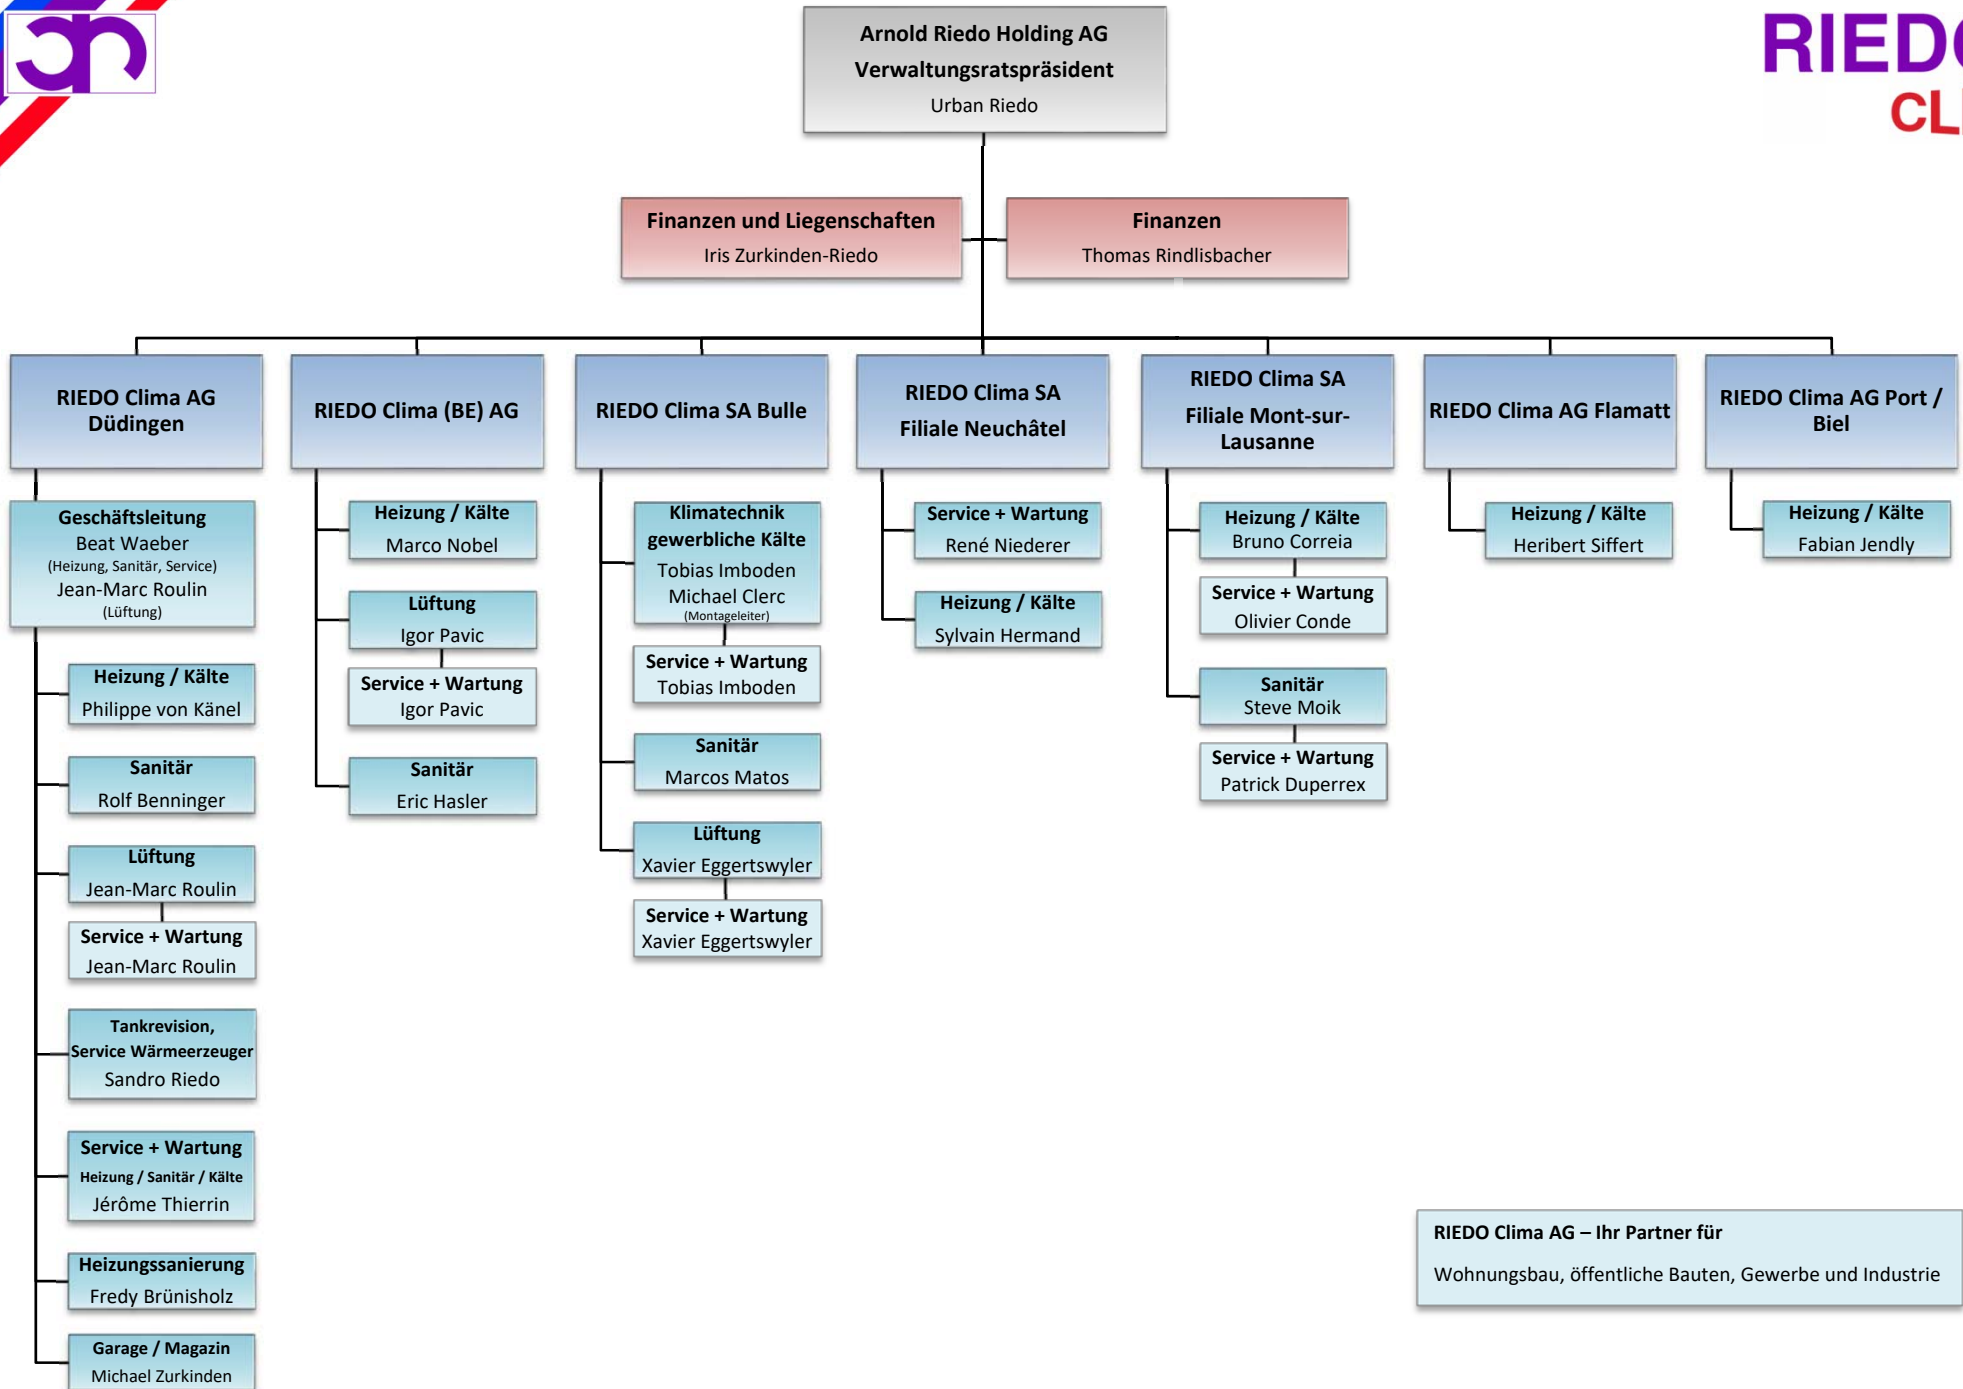 RIEDO
CLI
Arnold Riedo Holding AG
Verwaltungsratspräsident
Urban Riedo
Finanzen und Liegenschaften
Iris Zurkinden-Riedo
Finanzen
Thomas Rindlisbacher
RIEDO Clima AG
Düdingen
Geschäftsleitung
Beat Waeber
(Heizung, Sanitär, Service)
Jean-Marc Roulin
(Lüftung)
Heizung / Kälte
Philippe von Känel
Sanitär
Rolf Benninger
Lüftung
Jean-Marc Roulin
Service + Wartung
Jean-Marc Roulin
Tankrevision,
Service Wärmeerzeuger
Sandro Riedo
Service + Wartung
Heizung / Sanitär / Kälte
Jérôme Thierrin
Heizungssanierung
Fredy Brünisholz
Garage / Magazin
Michael Zurkinden
RIEDO Clima (BE) AG
Heizung / Kälte
Marco Nobel
Lüftung
Igor Pavic
Service + Wartung
Igor Pavic
Sanitär
Eric Hasler
RIEDO Clima SA Bulle
Klimatechnik
gewerbliche Kälte
Tobias Imboden
Michael Clerc
(Montageleiter)
Service + Wartung
Tobias Imboden
Sanitär
Marcos Matos
Lüftung
Xavier Eggertswyler
Service + Wartung
Xavier Eggertswyler
RIEDO Clima SA
Filiale Neuchâtel
Service + Wartung
René Niederer
Heizung / Kälte
Sylvain Hermand
RIEDO Clima SA
Filiale Mont-sur-
Lausanne
Heizung / Kälte
Bruno Correia
Service + Wartung
Olivier Conde
Sanitär
Steve Moik
Service + Wartung
Patrick Duperrex
RIEDO Clima AG Flamatt
Heizung / Kälte
Heribert Siffert
RIEDO Clima AG Port /
Biel
Heizung / Kälte
Fabian Jendly
RIEDO Clima AG – Ihr Partner für
Wohnungsbau, öffentliche Bauten, Gewerbe und Industrie